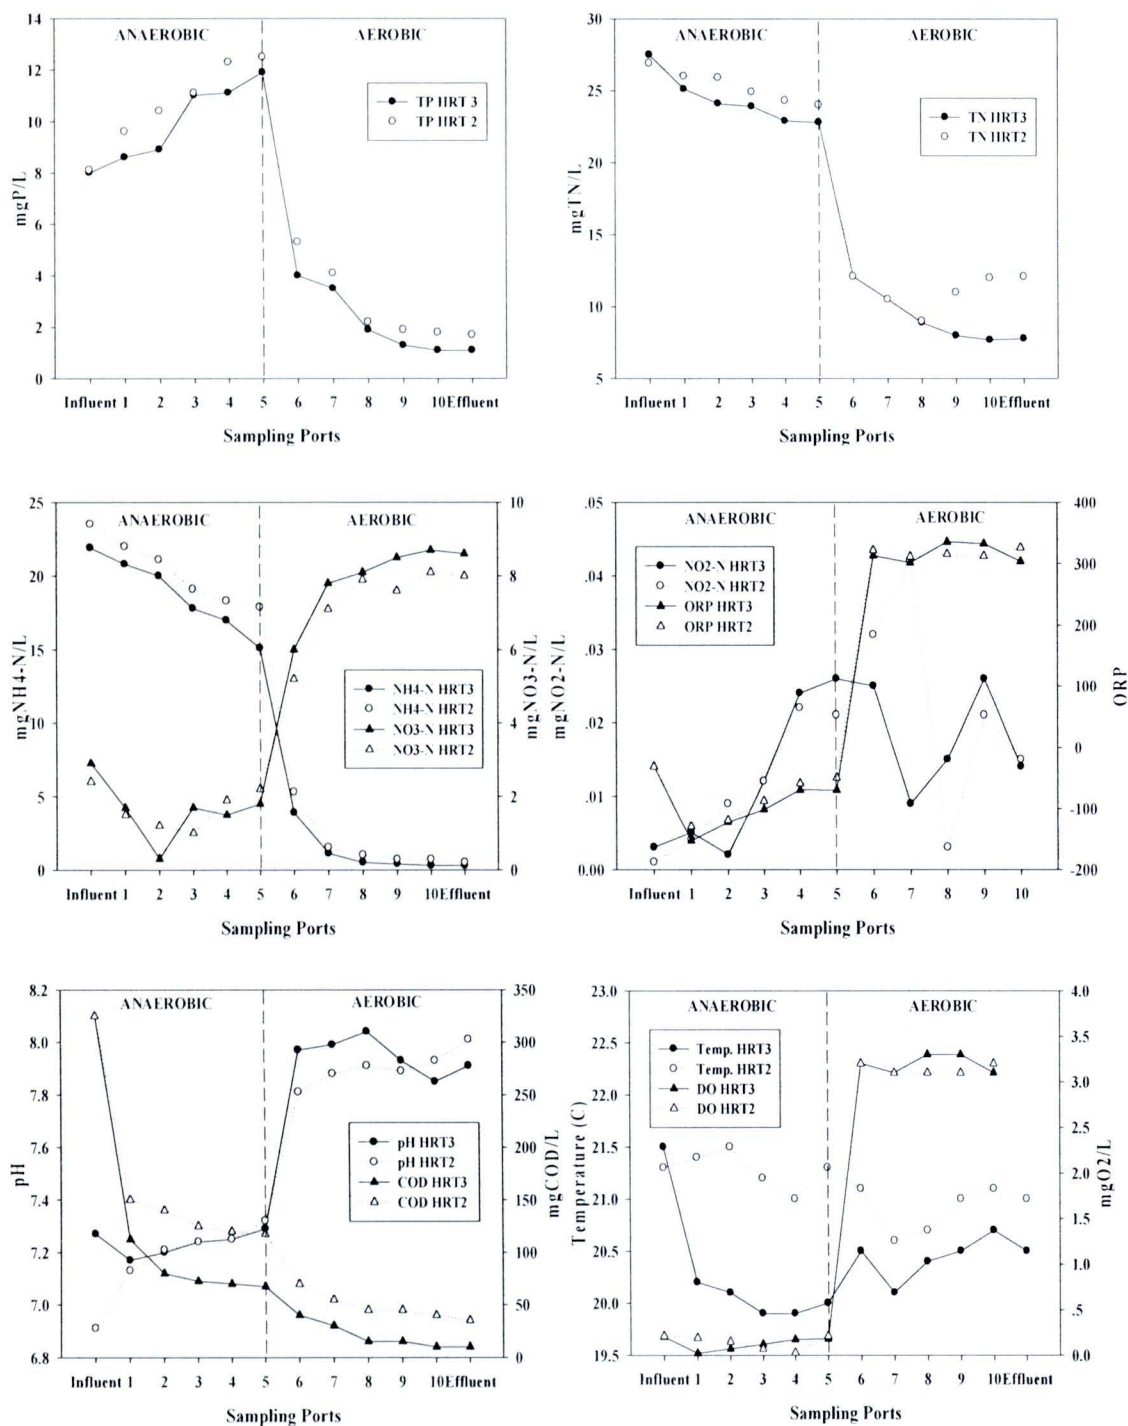 14
12
10
8
6
4
2
0
mgP/L
ANAEROBIC
AEROBIC
TP HRT 3
TP HRT 2
Influent 1 2 3 4 5 6 7 8 9 10 Effluent
Sampling Ports
30
25
20
15
10
5
mgTN/L
ANAEROBIC
AEROBIC
TN HRT3
TN HRT2
Influent 1 2 3 4 5 6 7 8 9 10 Effluent
Sampling Ports
25
20
15
10
5
0
mgNH4-N/L
ANAEROBIC
AEROBIC
NH4-N HRT3
NH4-N HRT2
NO3-N HRT3
NO3-N HRT2
10
8
6
4
2
0
mgNO3-N/L
Influent 1 2 3 4 5 6 7 8 9 10 Effluent
Sampling Ports
.05
.04
.03
.02
.01
0.00
mgNO2-N/L
ANAEROBIC
AEROBIC
NO2-N HRT3
NO2-N HRT2
ORP HRT3
ORP HRT2
400
300
200
100
0
-100
-200
ORP
Influent 1 2 3 4 5 6 7 8 9 10
Sampling Ports
8.2
8.0
7.8
7.6
7.4
7.2
7.0
6.8
pH
ANAEROBIC
AEROBIC
pH HRT3
pH HRT2
COD HRT3
COD HRT2
350
300
250
200
150
100
50
0
mgCOD/L
Influent 1 2 3 4 5 6 7 8 9 10 Effluent
Sampling Ports
23.0
22.5
22.0
21.5
21.0
20.5
20.0
19.5
Temperature (C)
ANAEROBIC
AEROBIC
Temp. HRT3
Temp. HRT2
DO HRT3
DO HRT2
4.0
3.5
3.0
2.5
2.0
1.5
1.0
.5
0.0
mgO2/L
Influent 1 2 3 4 5 6 7 8 9 10 Effluent
Sampling Ports